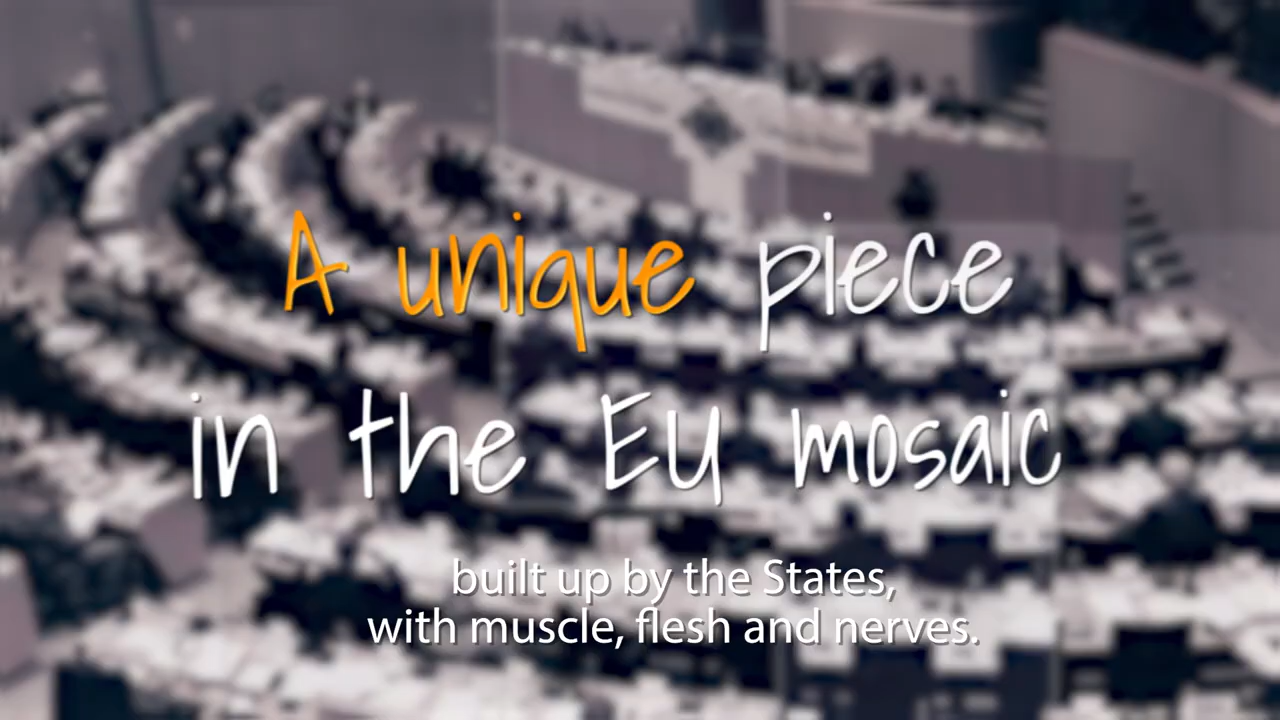 A unique piece
in the EU mosaic
built up by the States,
with muscle, flesh and nerves.